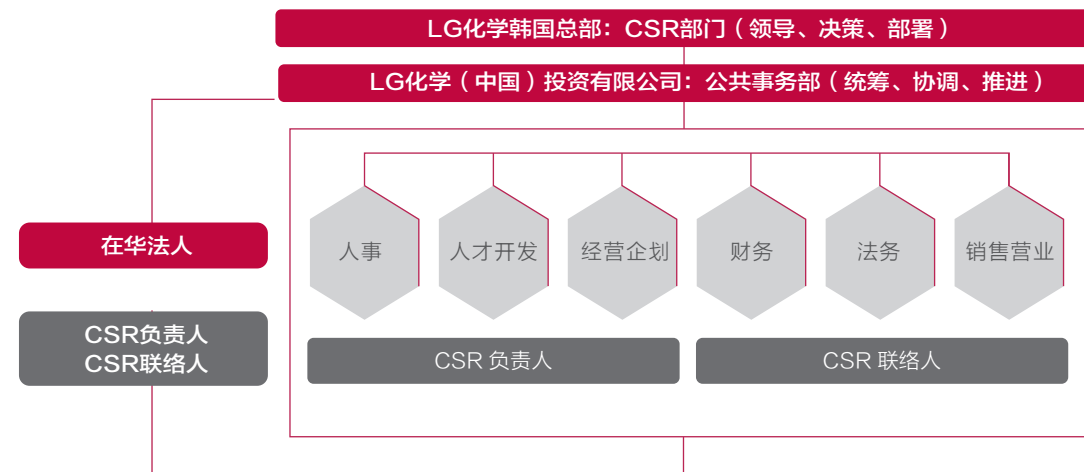 LG化学韩国总部：CSR部门（领导、决策、部署）
LG化学（中国）投资有限公司：公共事务部（统筹、协调、推进）
在华法人
CSR负责人
CSR联络人
人事
人才开发
经营企划
财务
法务
销售营业
CSR 负责人
CSR 联络人